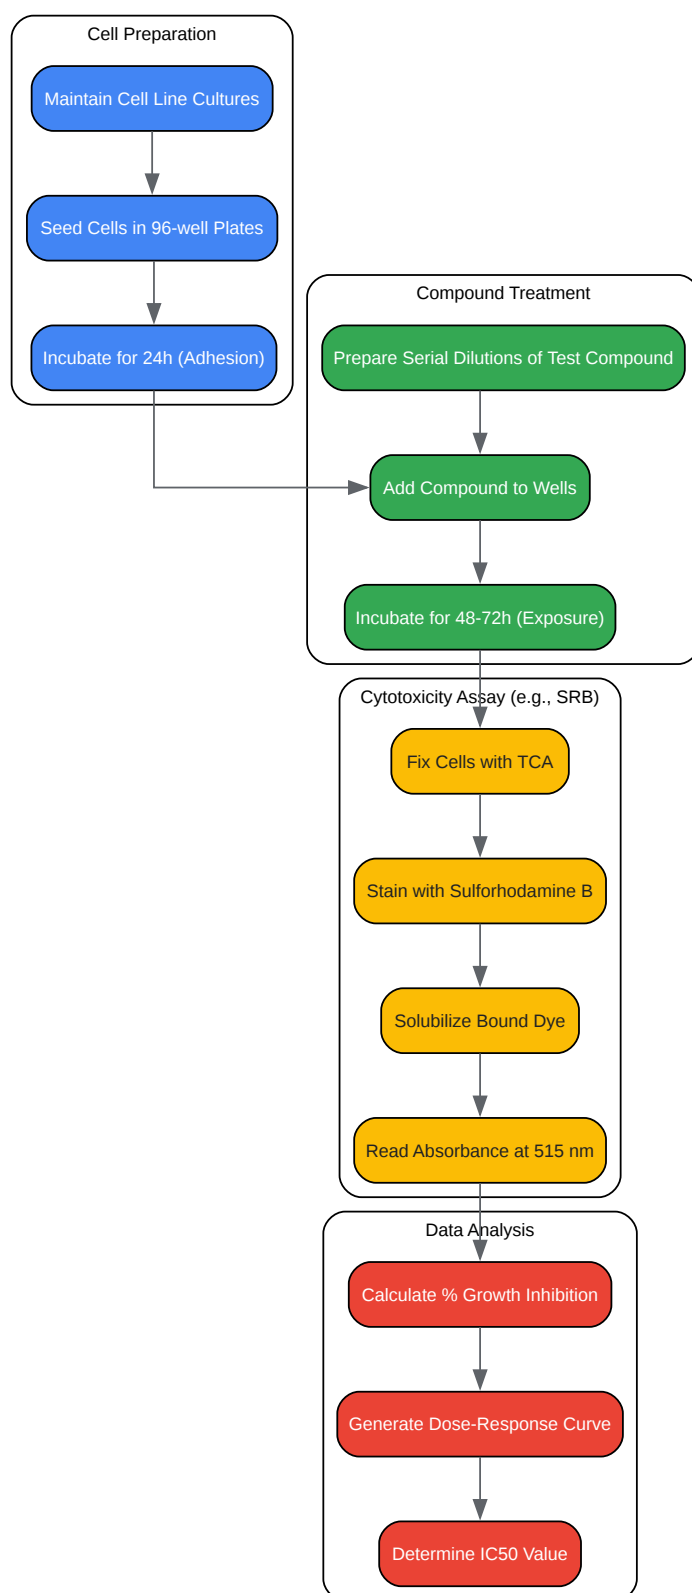 Cell Preparation
Maintain Cell Line Cultures
Seed Cells in 96-well Plates
Incubate for 24h (Adhesion)
Compound Treatment
Prepare Serial Dilutions of Test Compound
Add Compound to Wells
Incubate for 48-72h (Exposure)
Cytotoxicity Assay (e.g., SRB)
Fix Cells with TCA
Stain with Sulforhodamine B
Solubilize Bound Dye
Read Absorbance at 515 nm
Data Analysis
Calculate % Growth Inhibition
Generate Dose-Response Curve
Determine IC50 Value